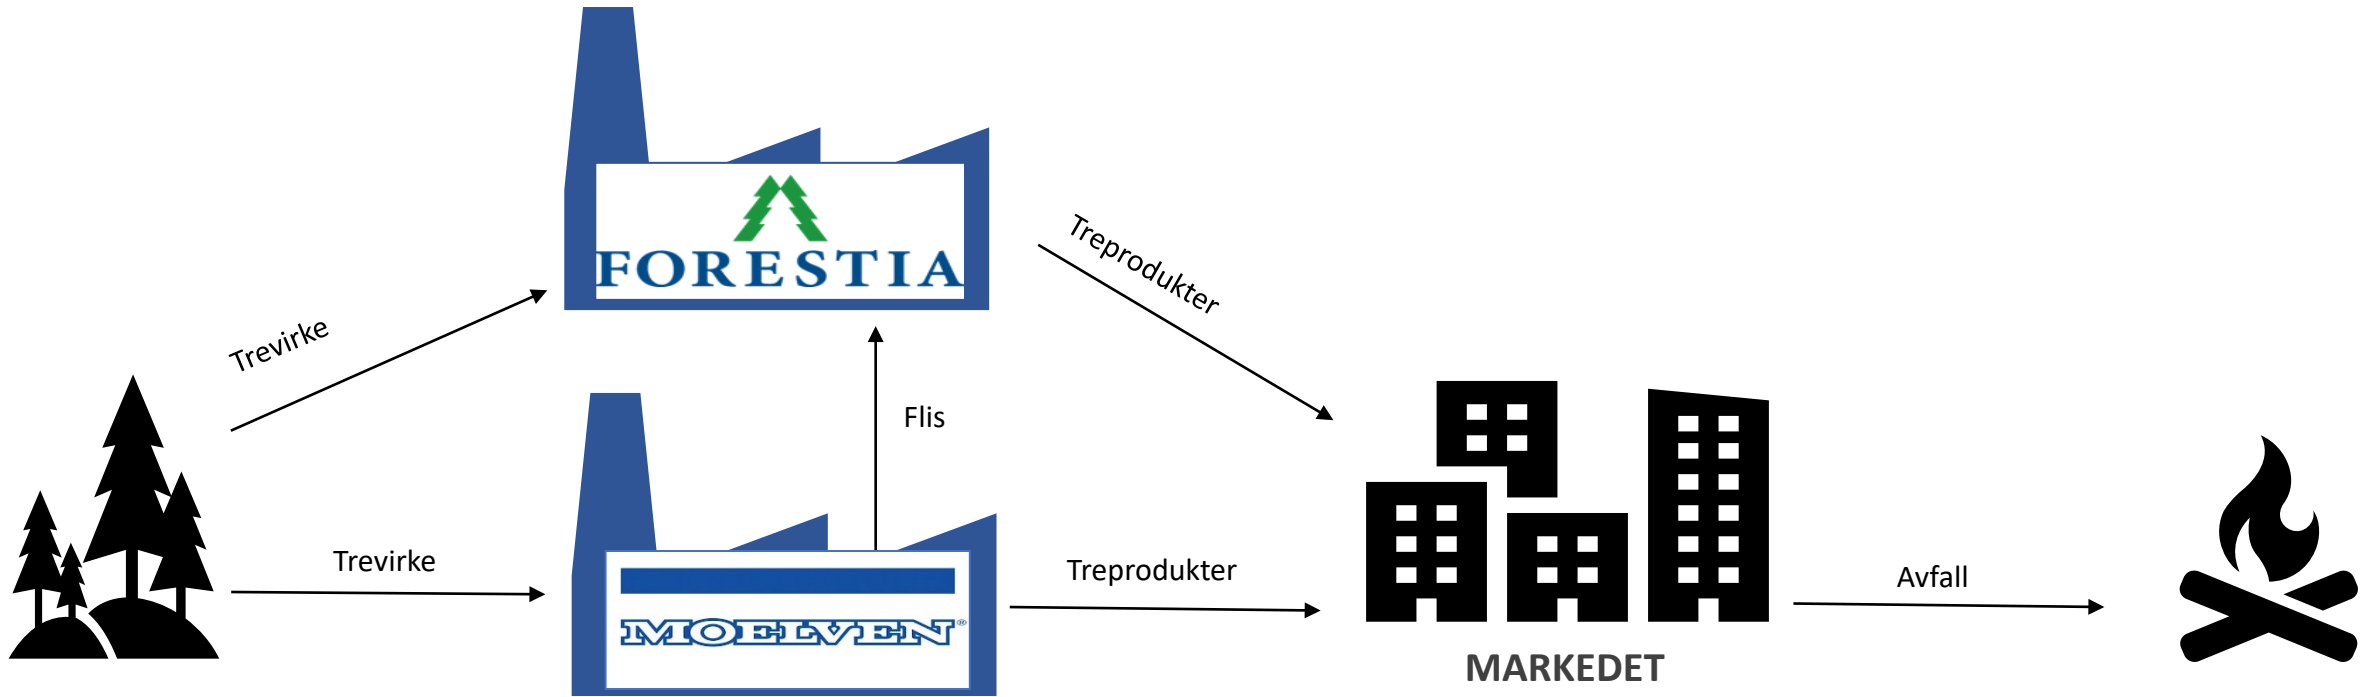 Trevirke
FORESTIA
Treprodukter
Flis
Trevirke
MOELVEN®
Treprodukter
MARKEDET
Avfall